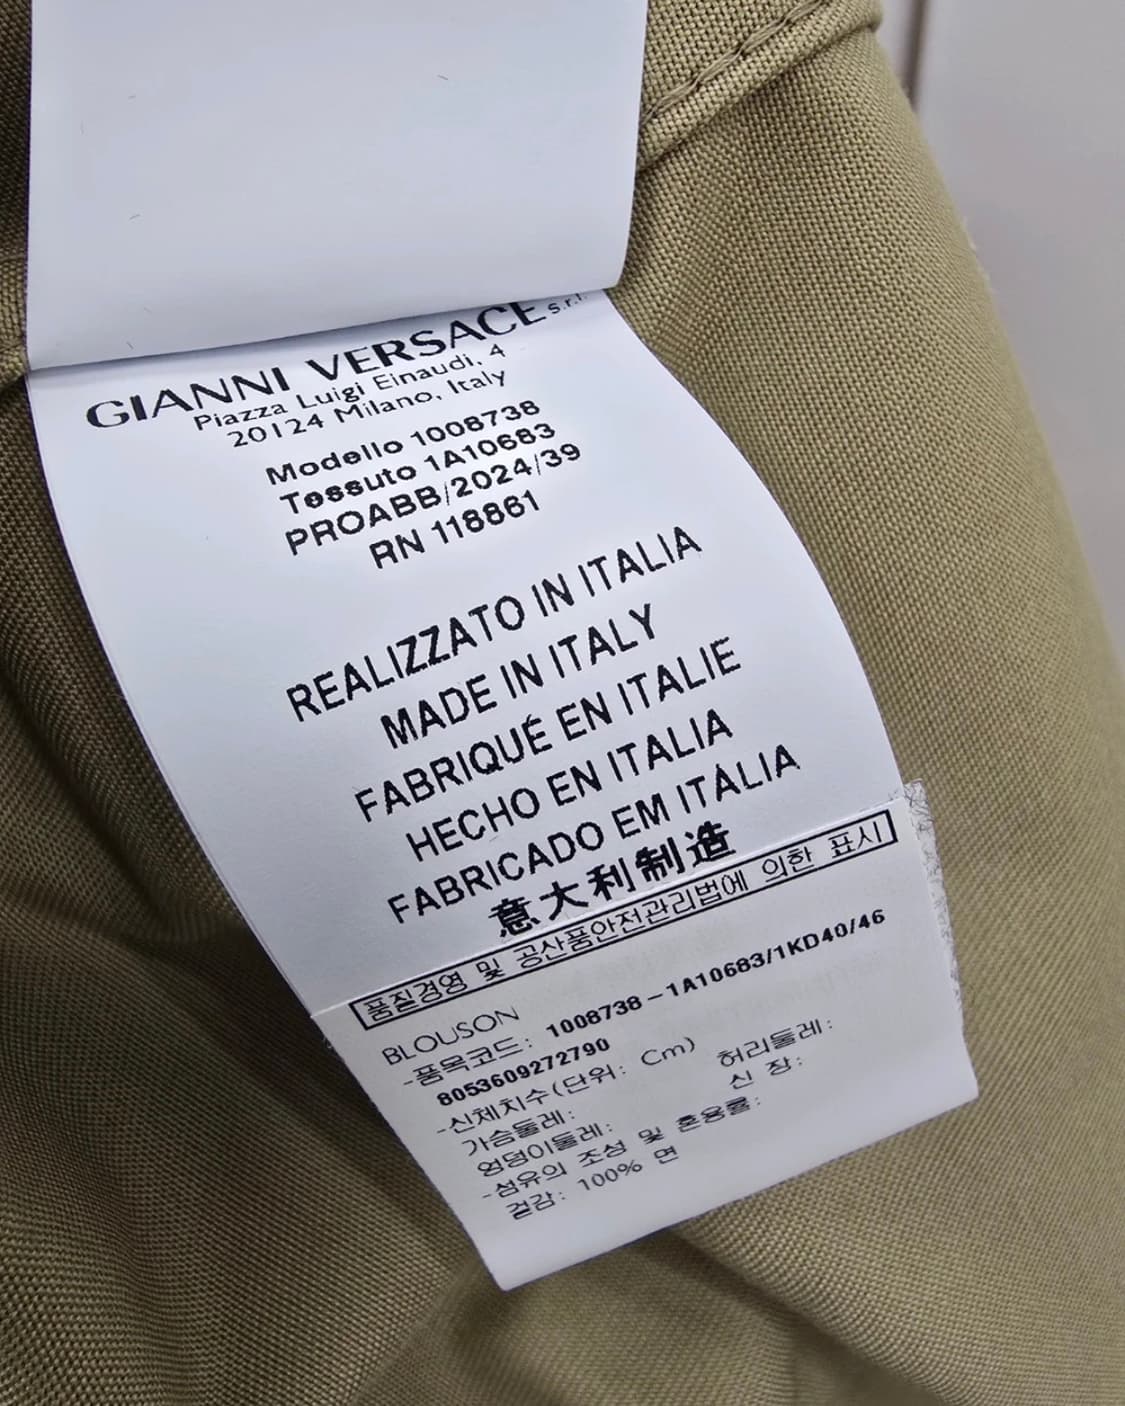 GIANNI VERSACE s.r.l.
Piazza Luigi Einaudi, 4
20124 Milano, Italy
Modello 1008738
Tessuto 1A10683
PROABB/2024/39
RN 118861
REALIZZATO IN ITALIA
MADE IN ITALY
FABRIQUÉ EN ITALIE
HECHO EN ITALIA
FABRICADO EM ITÁLIA
意大利制造
품질경영 및 공산품안전관리법에 의한 표시
BLOUSON
-품목코드: 1008738-1A10683/1KD40/46
8053609272790
-신체치수(단위: Cm)
가슴둘레: 허리둘레:
엉덩이둘레: 신 장:
-섬유의 조성 및 혼용률:
겉감: 100% 면